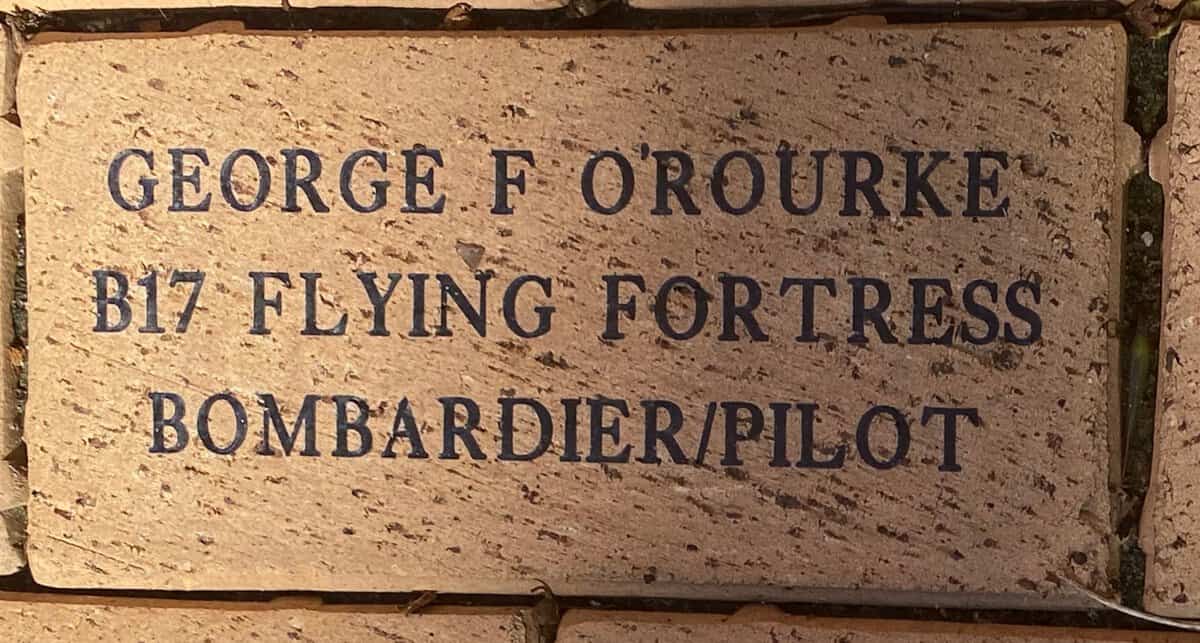 GEORGE F O'ROURKE
B17 FLYING FORTRESS
BOMBARDIER/PILOT